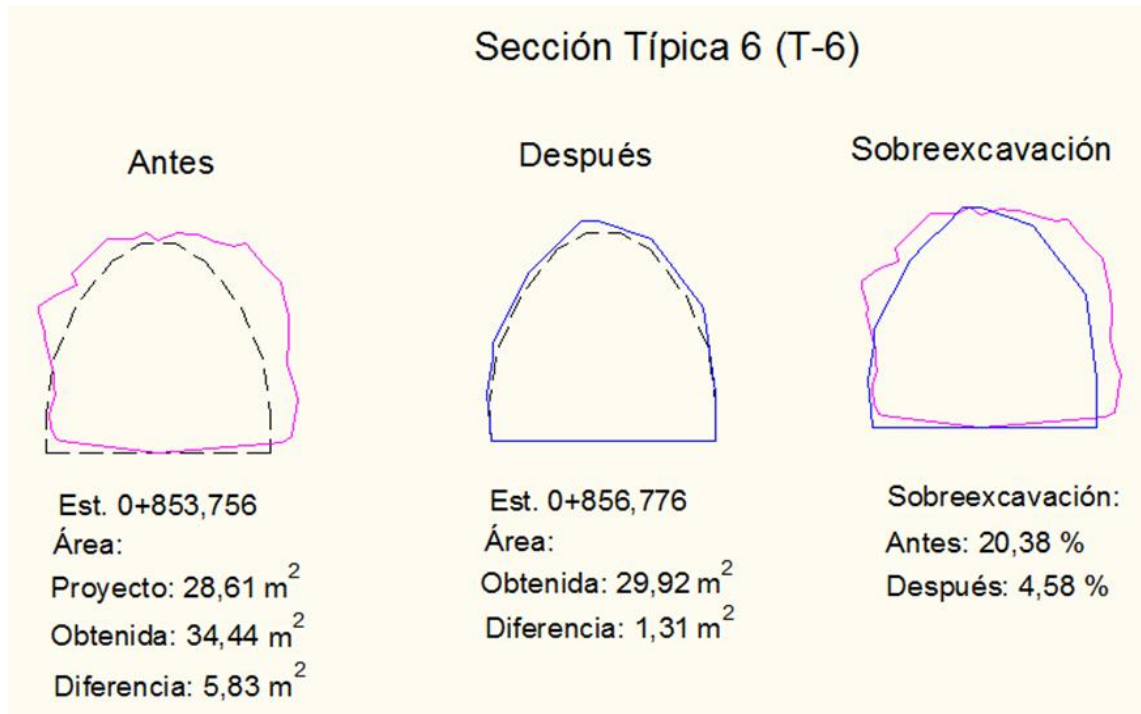 Sección Típica 6 (T-6)
Antes
Est. 0+853,756
Área:
Proyecto: 28,61 m²
Obtenida: 34,44 m²
Diferencia: 5,83 m²
Después
Est. 0+856,776
Área:
Obtenida: 29,92 m²
Diferencia: 1,31 m²
Sobreexcavación
Sobreexcavación:
Antes: 20,38 %
Después: 4,58 %